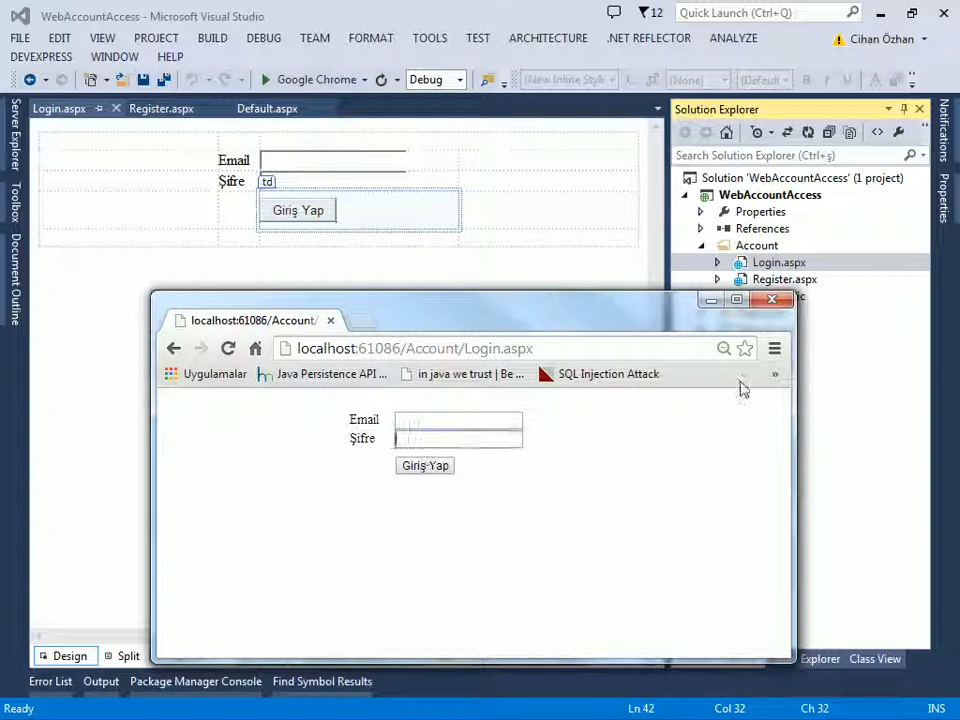 WebAccountAccess - Microsoft Visual Studio
12
Quick Launch (Ctrl+Q)
FILE EDIT VIEW PROJECT BUILD DEBUG TEAM FORMAT TOOLS TEST ARCHITECTURE .NET REFLECTOR ANALYZE
Cihan Özhan
DEVEXPRESS WINDOW HELP
Google Chrome
Debug
(New Inline Style
(None)
B I U A
Server Explorer
Toolbox
Document Outline
Login.aspx
Register.aspx
Default.aspx
Email
Şifre
td
Giriş Yap
Solution Explorer
Search Solution Explorer (Ctrl+ş)
Solution 'WebAccountAccess' (1 project)
WebAccountAccess
Properties
References
Account
Login.aspx
Register.aspx
Notifications
Properties
localhost:61086/Account/
localhost:61086/Account/Login.aspx
Uygulamalar
Java Persistence API ...
in java we trust | Be ...
SQL Injection Attack
»
Email
Şifre
Giriş Yap
Design
Split
Explorer
Class View
Error List Output Package Manager Console Find Symbol Results
Ln 42 Col 32 Ch 32 INS